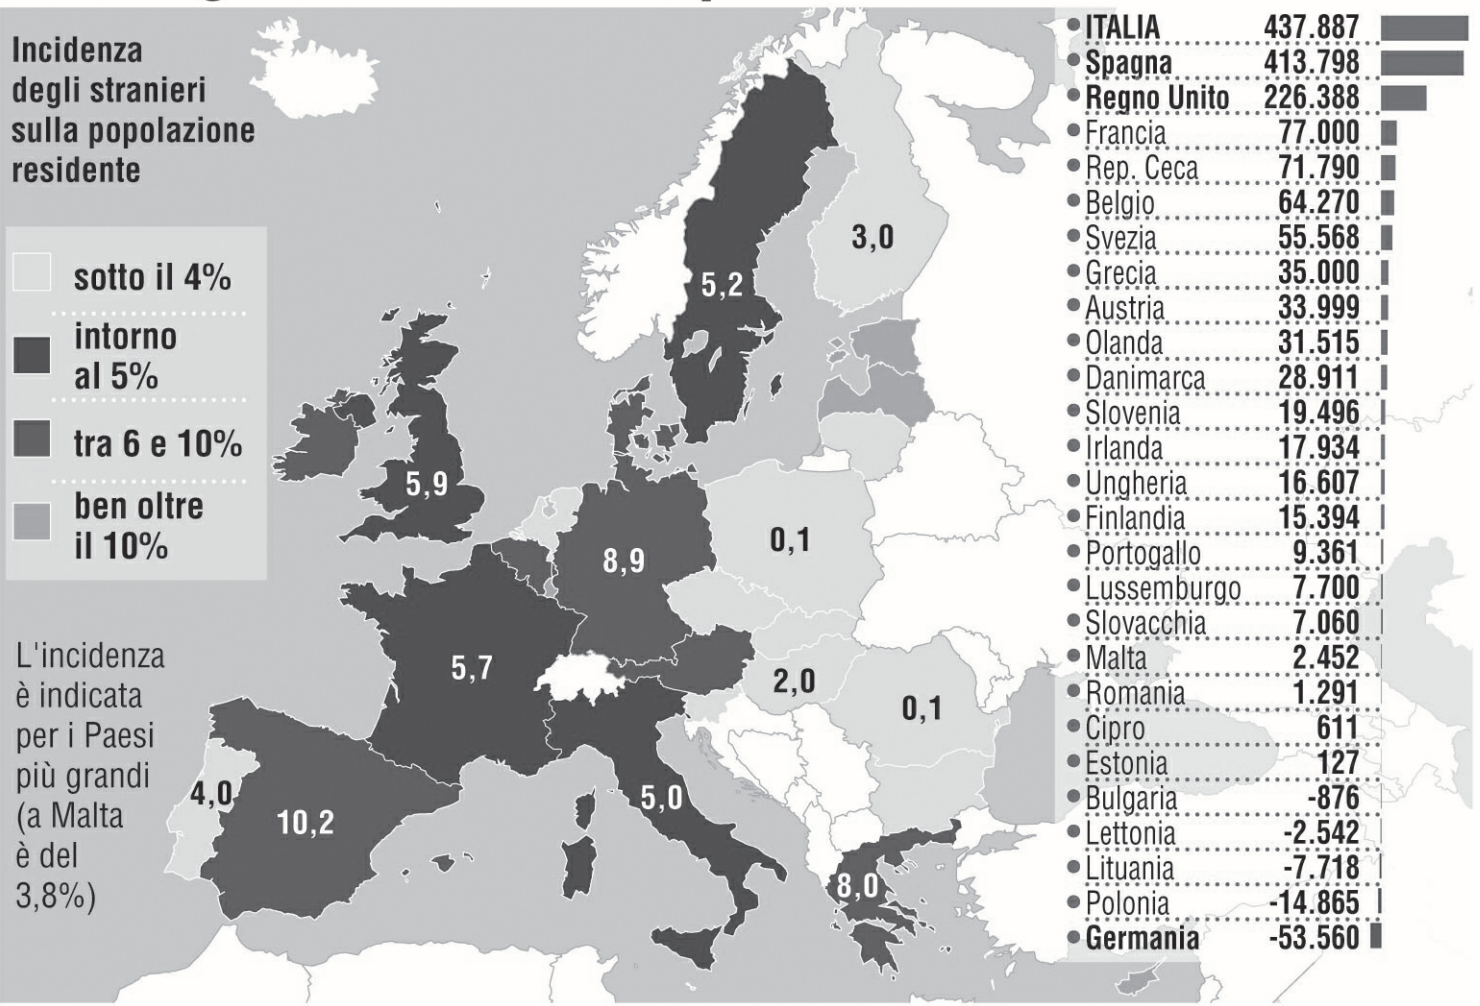 Incidenza
degli stranieri
sulla popolazione
residente
sotto il 4%
intorno
al 5%
tra 6 e 10%
ben oltre
il 10%
L'incidenza
è indicata
per i Paesi
più grandi
(a Malta
è del
3,8%)
3,0
5,2
5,9
8,9
0,1
5,7
2,0
0,1
4,0
10,2
5,0
8,0
ITALIA 437.887
Spagna 413.798
Regno Unito 226.388
Francia 77.000
Rep. Ceca 71.790
Belgio 64.270
Svezia 55.568
Grecia 35.000
Austria 33.999
Olanda 31.515
Danimarca 28.911
Slovenia 19.496
Irlanda 17.934
Ungheria 16.607
Finlandia 15.394
Portogallo 9.361
Lussemburgo 7.700
Slovacchia 7.060
Malta 2.452
Romania 1.291
Cipro 611
Estonia 127
Bulgaria -876
Lettonia -2.542
Lituania -7.718
Polonia -14.865
Germania -53.560